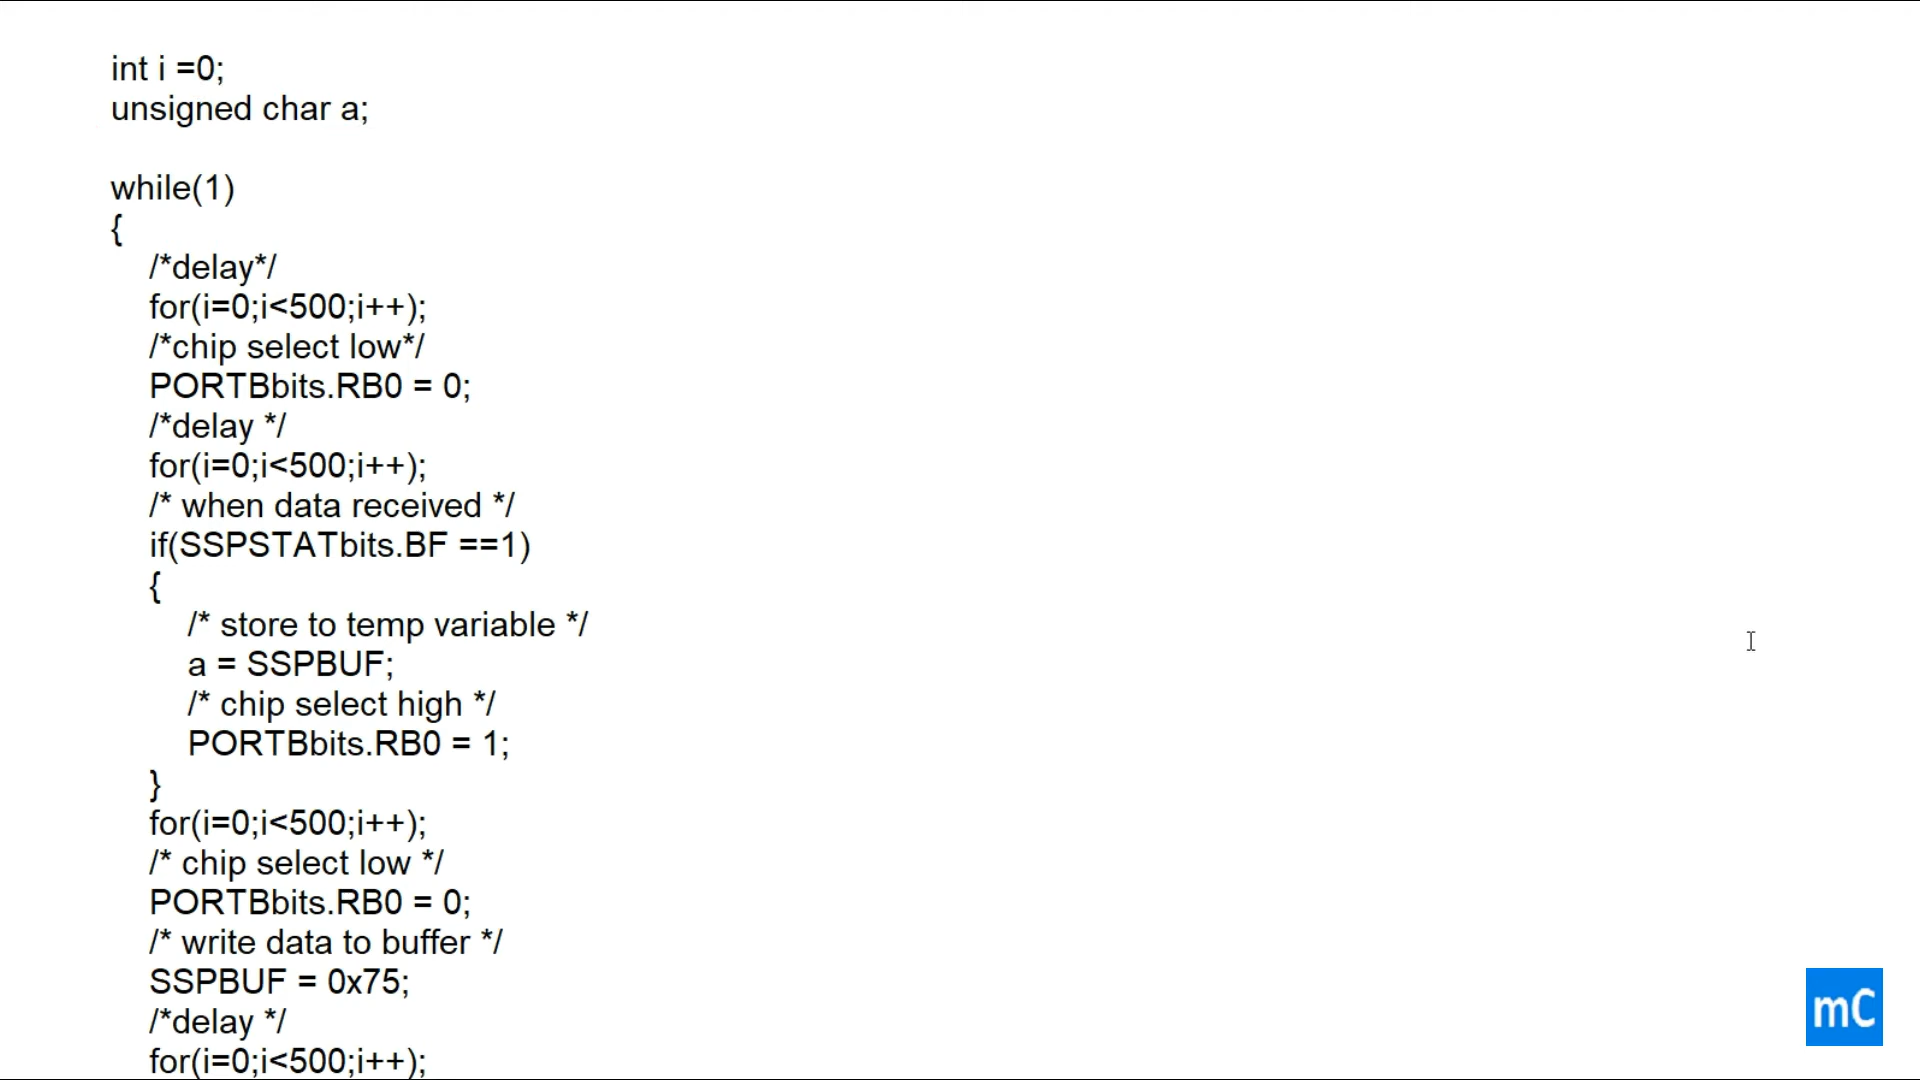 int i =0;
unsigned char a;
while(1)
{
/*delay*/
for(i=0;i<500;i++);
/*chip select low*/
PORTBbits.RB0 = 0;
/*delay */
for(i=0;i<500;i++);
/* when data received */
if(SSPSTATbits.BF ==1)
{
/* store to temp variable */
a = SSPBUF;
/* chip select high */
PORTBbits.RB0 = 1;
}
for(i=0;i<500;i++);
/* chip select low */
PORTBbits.RB0 = 0;
/* write data to buffer */
SSPBUF = 0x75;
/*delay */
for(i=0;i<500;i++);
mC